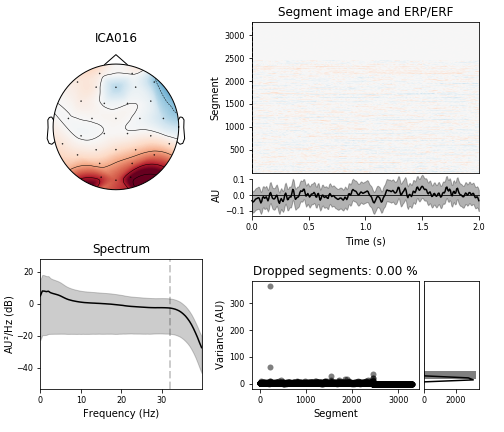 ICA016
Segment image and ERP/ERF
Segment
3000
2500
2000
1500
1000
500
AU
0.1
0.0
−0.1
0.0 0.5 1.0 1.5 2.0
Time (s)
Spectrum
AU²/Hz (dB)
20
0
−20
−40
0 10 20 30
Frequency (Hz)
Dropped segments: 0.00 %
Variance (AU)
300
200
100
0
0 1000 2000 3000
Segment
0 2000